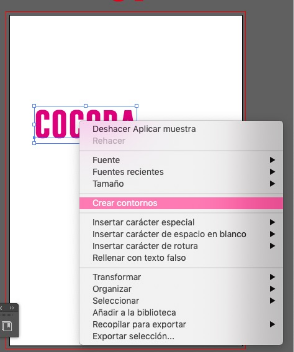 COCORA
Deshacer Aplicar muestra
Rehacer
Fuente
Fuentes recientes
Tamaño
Crear contornos
Insertar carácter especial
Insertar carácter de espacio en blanco
Insertar carácter de rotura
Rellenar con texto falso
Transformar
Organizar
Seleccionar
Añadir a la biblioteca
Recopilar para exportar
Exportar selección...